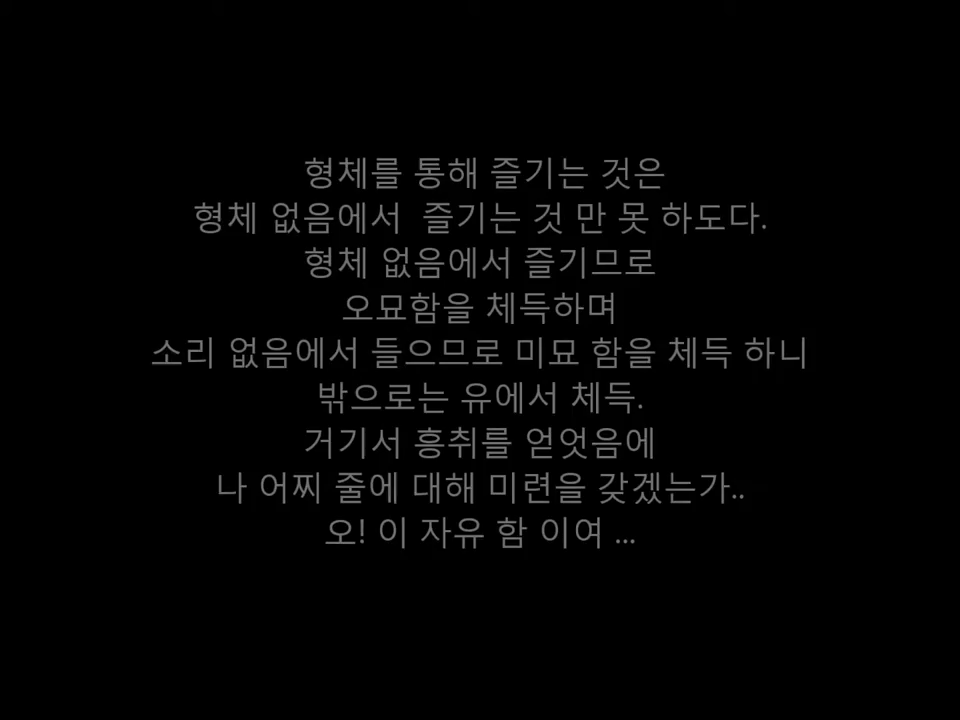 형체를 통해 즐기는 것은
형체 없음에서  즐기는 것 만 못 하도다.
형체 없음에서 즐기므로
오묘함을 체득하며
소리 없음에서 들으므로 미묘 함을 체득 하니
밖으로는 유에서 체득.
거기서 흥취를 얻엇음에
나 어찌 줄에 대해 미련을 갖겠는가..
오! 이 자유 함 이여 ...